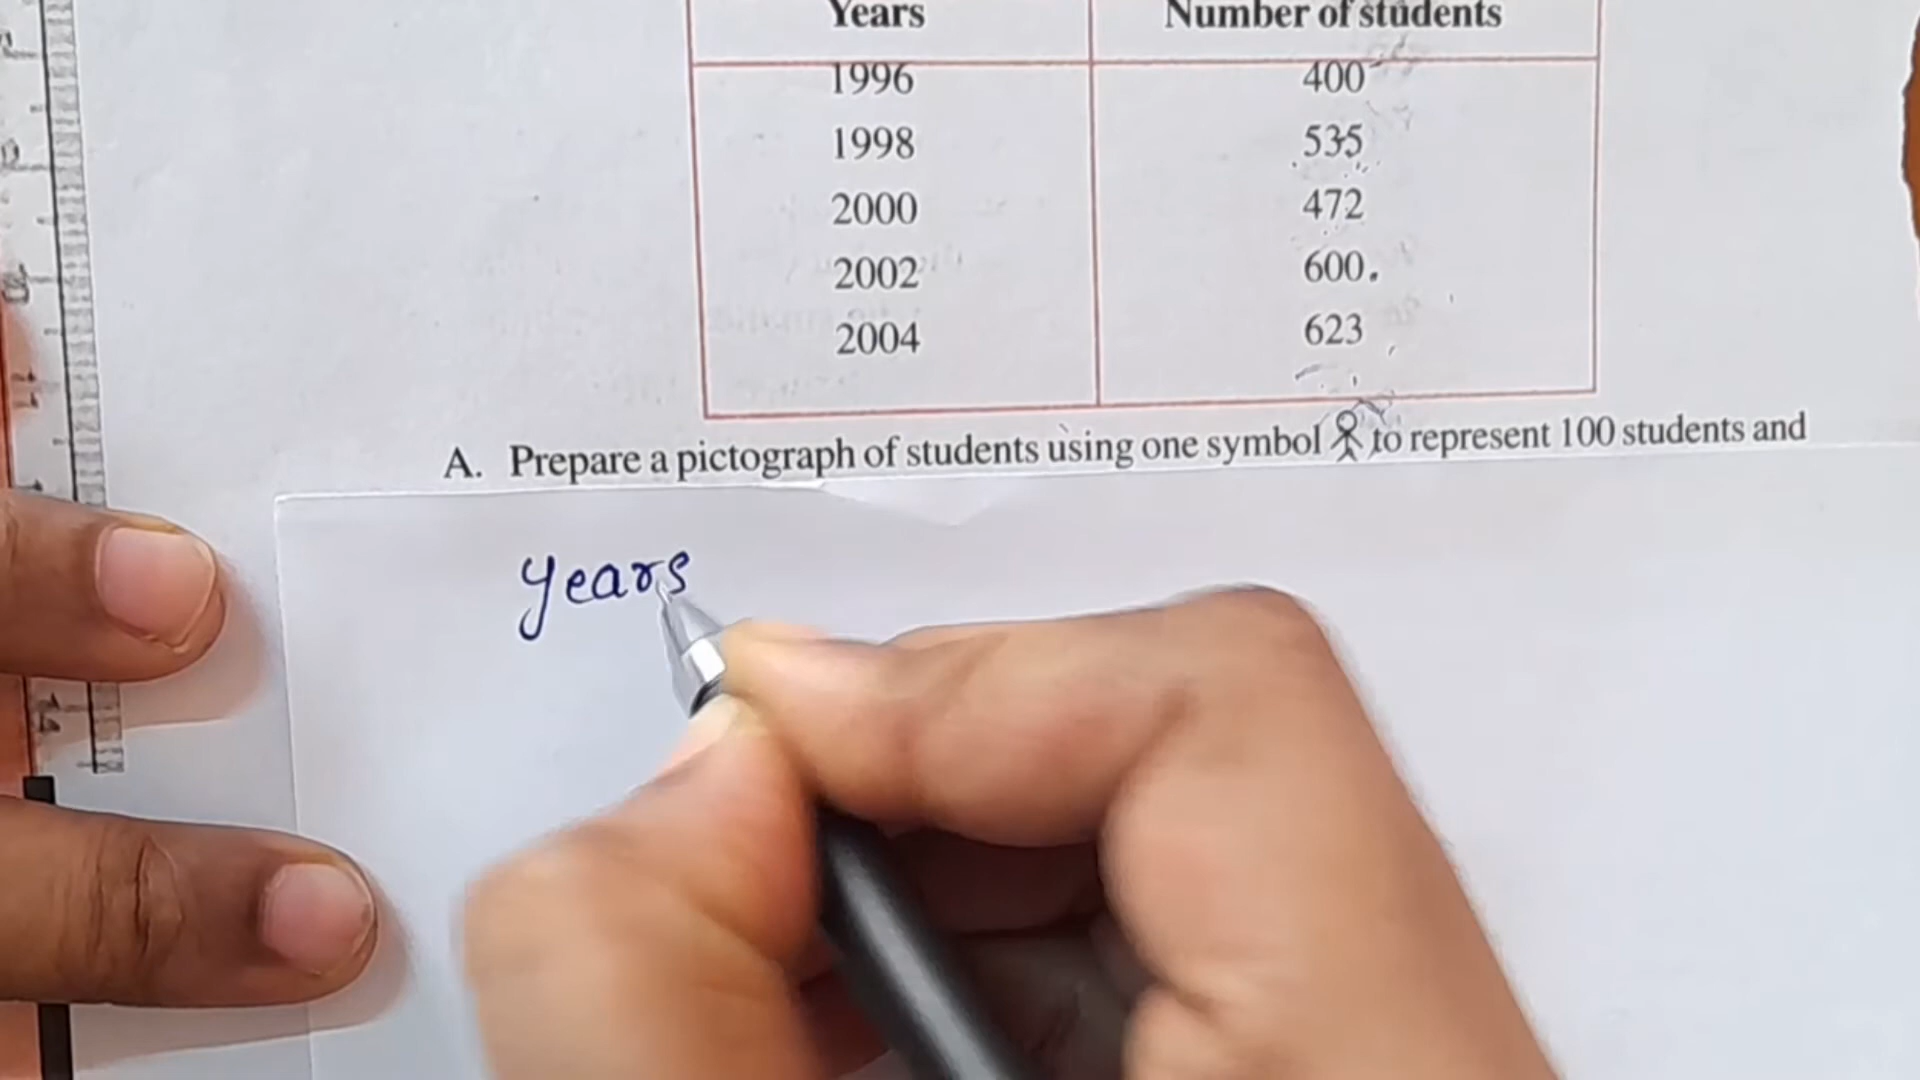 Years Number of students
1996 400
1998 535
2000 472
2002 600.
2004 623
A. Prepare a pictograph of students using one symbol to represent 100 students and
years